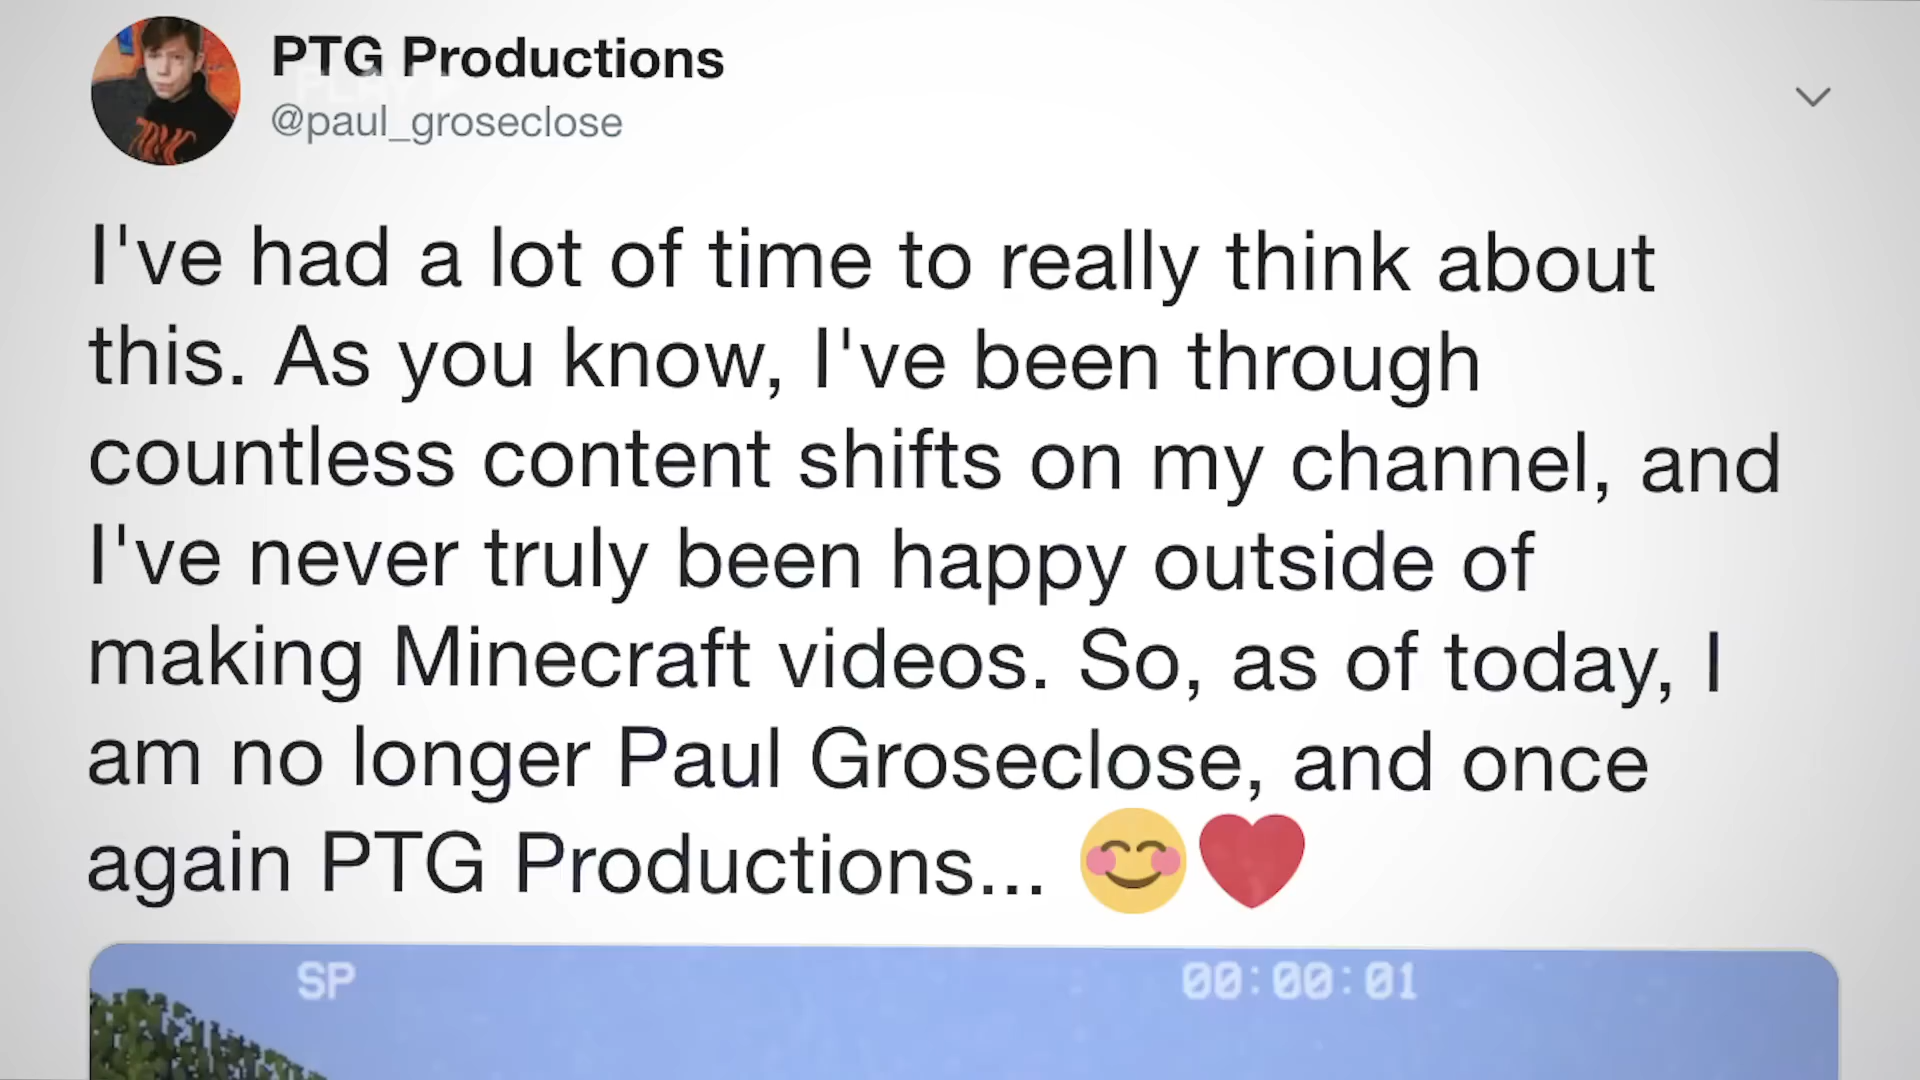 PTG Productions
PLAY
@paul_groseclose
I've had a lot of time to really think about
this. As you know, I've been through
countless content shifts on my channel, and
I've never truly been happy outside of
making Minecraft videos. So, as of today, I
am no longer Paul Groseclose, and once
again PTG Productions... 😊❤️
SP 00:00:01